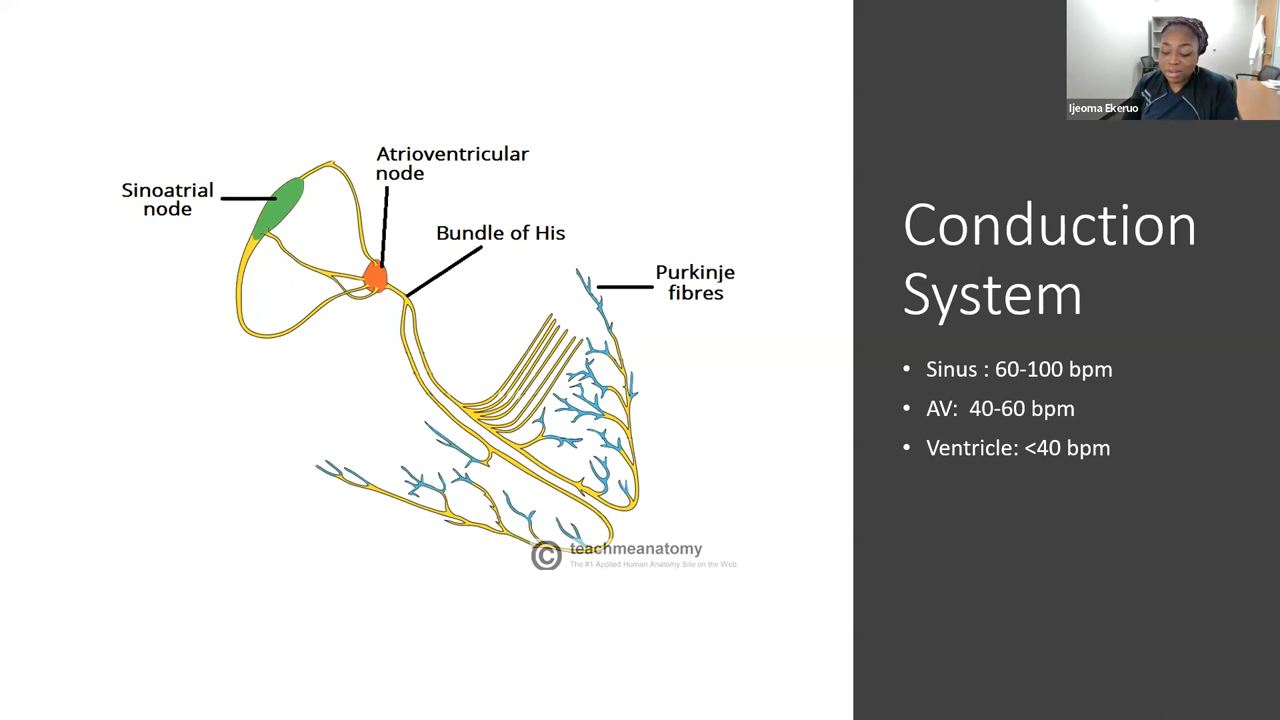 Ijeoma Ekeruo
Atrioventricular
node
Sinoatrial
node
Bundle of His
Purkinje
fibres
© teachmeanatomy
The #1 Applied Human Anatomy Site on the Web.
Conduction
System
• Sinus : 60-100 bpm
• AV: 40-60 bpm
• Ventricle: <40 bpm